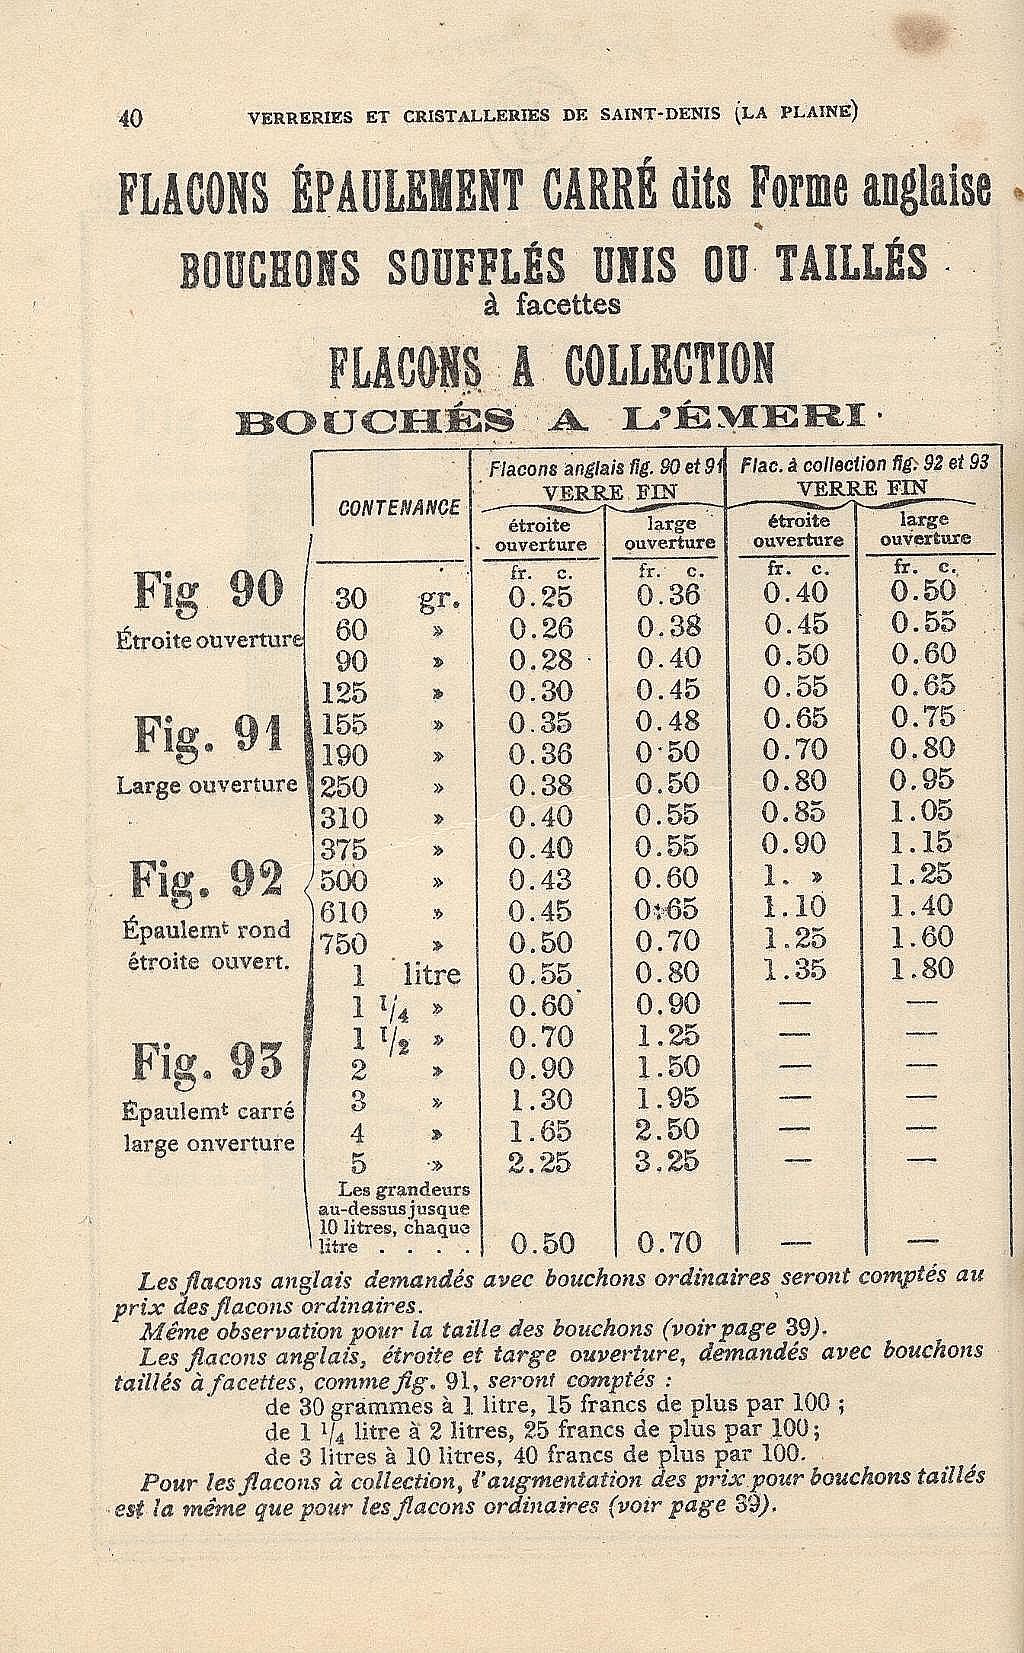 40 VERRERIES ET CRISTALLERIES DE SAINT-DENIS (LA PLAINE)
FLACONS ÉPAULEMENT CARRÉ dits Forme anglaise
BOUCHONS SOUFFLÉS UNIS OU TAILLÉS
à facettes
FLACONS A COLLECTION
BOUCHÉS A L'ÉMERI
CONTENANCE
Flacons anglais fig. 90 et 91
VERRE FIN
Flac. à collection fig. 92 et 93
VERRE FIN
étroite ouverture
large ouverture
étroite ouverture
large ouverture
fr. c. fr. c. fr. c. fr. c.
30 gr. 0.25 0.36 0.40 0.50
60 » 0.26 0.38 0.45 0.55
90 » 0.28 0.40 0.50 0.60
125 » 0.30 0.45 0.55 0.65
155 » 0.35 0.48 0.65 0.75
190 » 0.36 0.50 0.70 0.80
250 » 0.38 0.50 0.80 0.95
310 » 0.40 0.55 0.85 1.05
375 » 0.40 0.55 0.90 1.15
500 » 0.43 0.60 1. » 1.25
610 » 0.45 0.65 1.10 1.40
750 » 0.50 0.70 1.25 1.60
1 litre 0.55 0.80 1.35 1.80
1 1/4 » 0.60 0.90 — —
1 1/2 » 0.70 1.25 — —
2 » 0.90 1.50 — —
3 » 1.30 1.95 — —
4 » 1.65 2.50 — —
5 » 2.25 3.25 — —
Les grandeurs
au-dessus jusque
10 litres, chaque
litre . . . . 0.50 0.70 — —
Fig 90
Étroite ouverture
Fig. 91
Large ouverture
Fig. 92
Épaulemt rond
étroite ouvert.
Fig. 93
Épaulemt carré
large onverture
Les flacons anglais demandés avec bouchons ordinaires seront comptés au
prix des flacons ordinaires.
Même observation pour la taille des bouchons (voir page 39).
Les flacons anglais, étroite et targe ouverture, demandés avec bouchons
taillés à facettes, comme fig. 91, seront comptés :
de 30 grammes à 1 litre, 15 francs de plus par 100 ;
de 1 1/4 litre à 2 litres, 25 francs de plus par 100 ;
de 3 litres à 10 litres, 40 francs de plus par 100.
Pour les flacons à collection, l'augmentation des prix pour bouchons taillés
est la même que pour les flacons ordinaires (voir page 39).